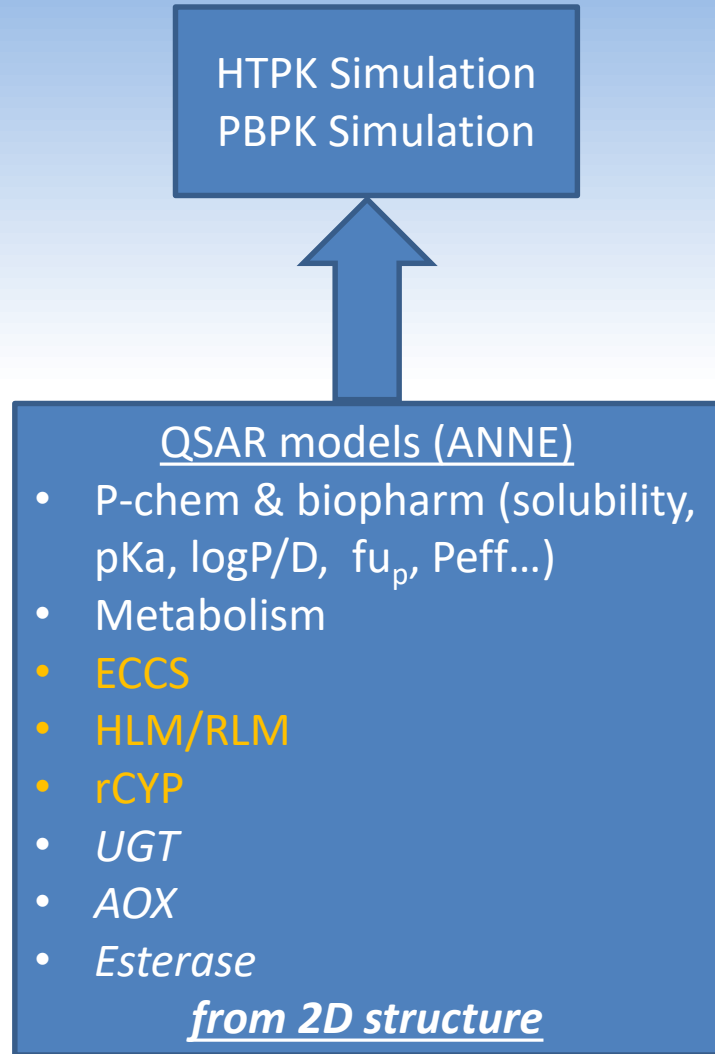 HTPK Simulation
PBPK Simulation
QSAR models (ANNE)
• P-chem & biopharm (solubility,
pKa, logP/D, fuₚ, Peff…)
• Metabolism
• ECCS
• HLM/RLM
• rCYP
• UGT
• AOX
• Esterase
from 2D structure